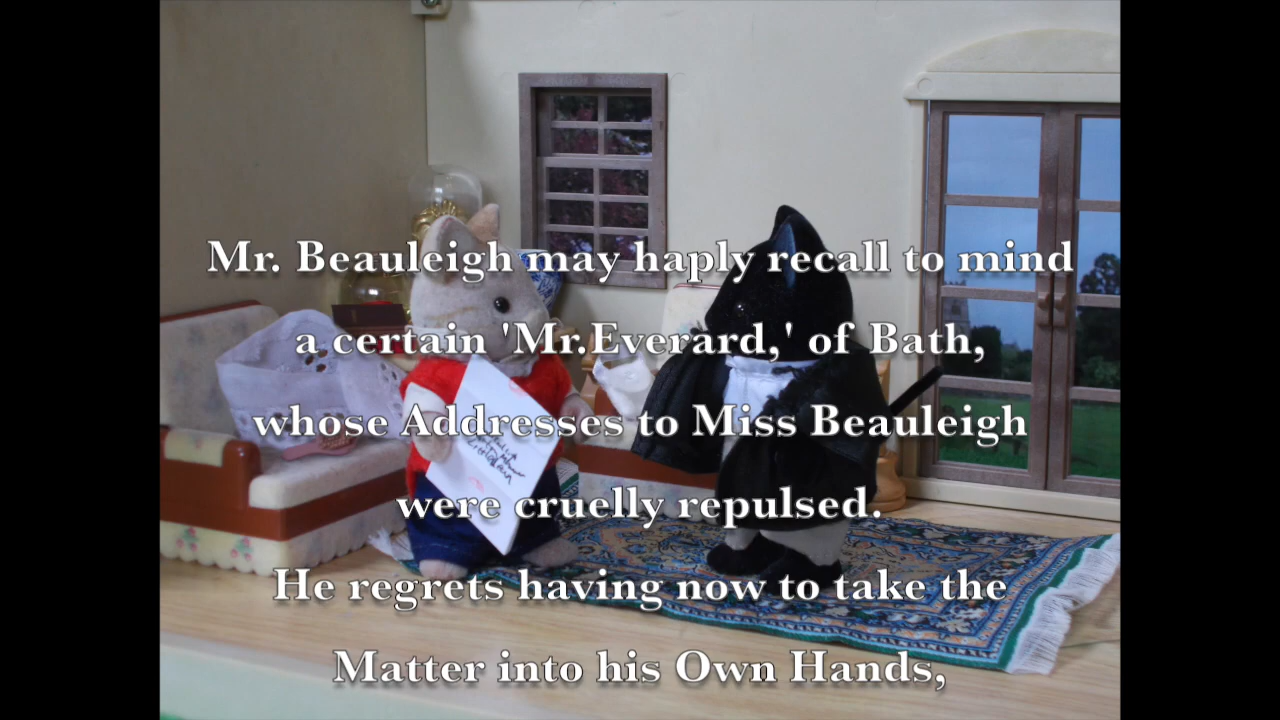 Mr. Beauleigh may haply recall to mind
a certain 'Mr.Everard,' of Bath,
whose Addresses to Miss Beauleigh
were cruelly repulsed.
He regrets having now to take the
Matter into his Own Hands,